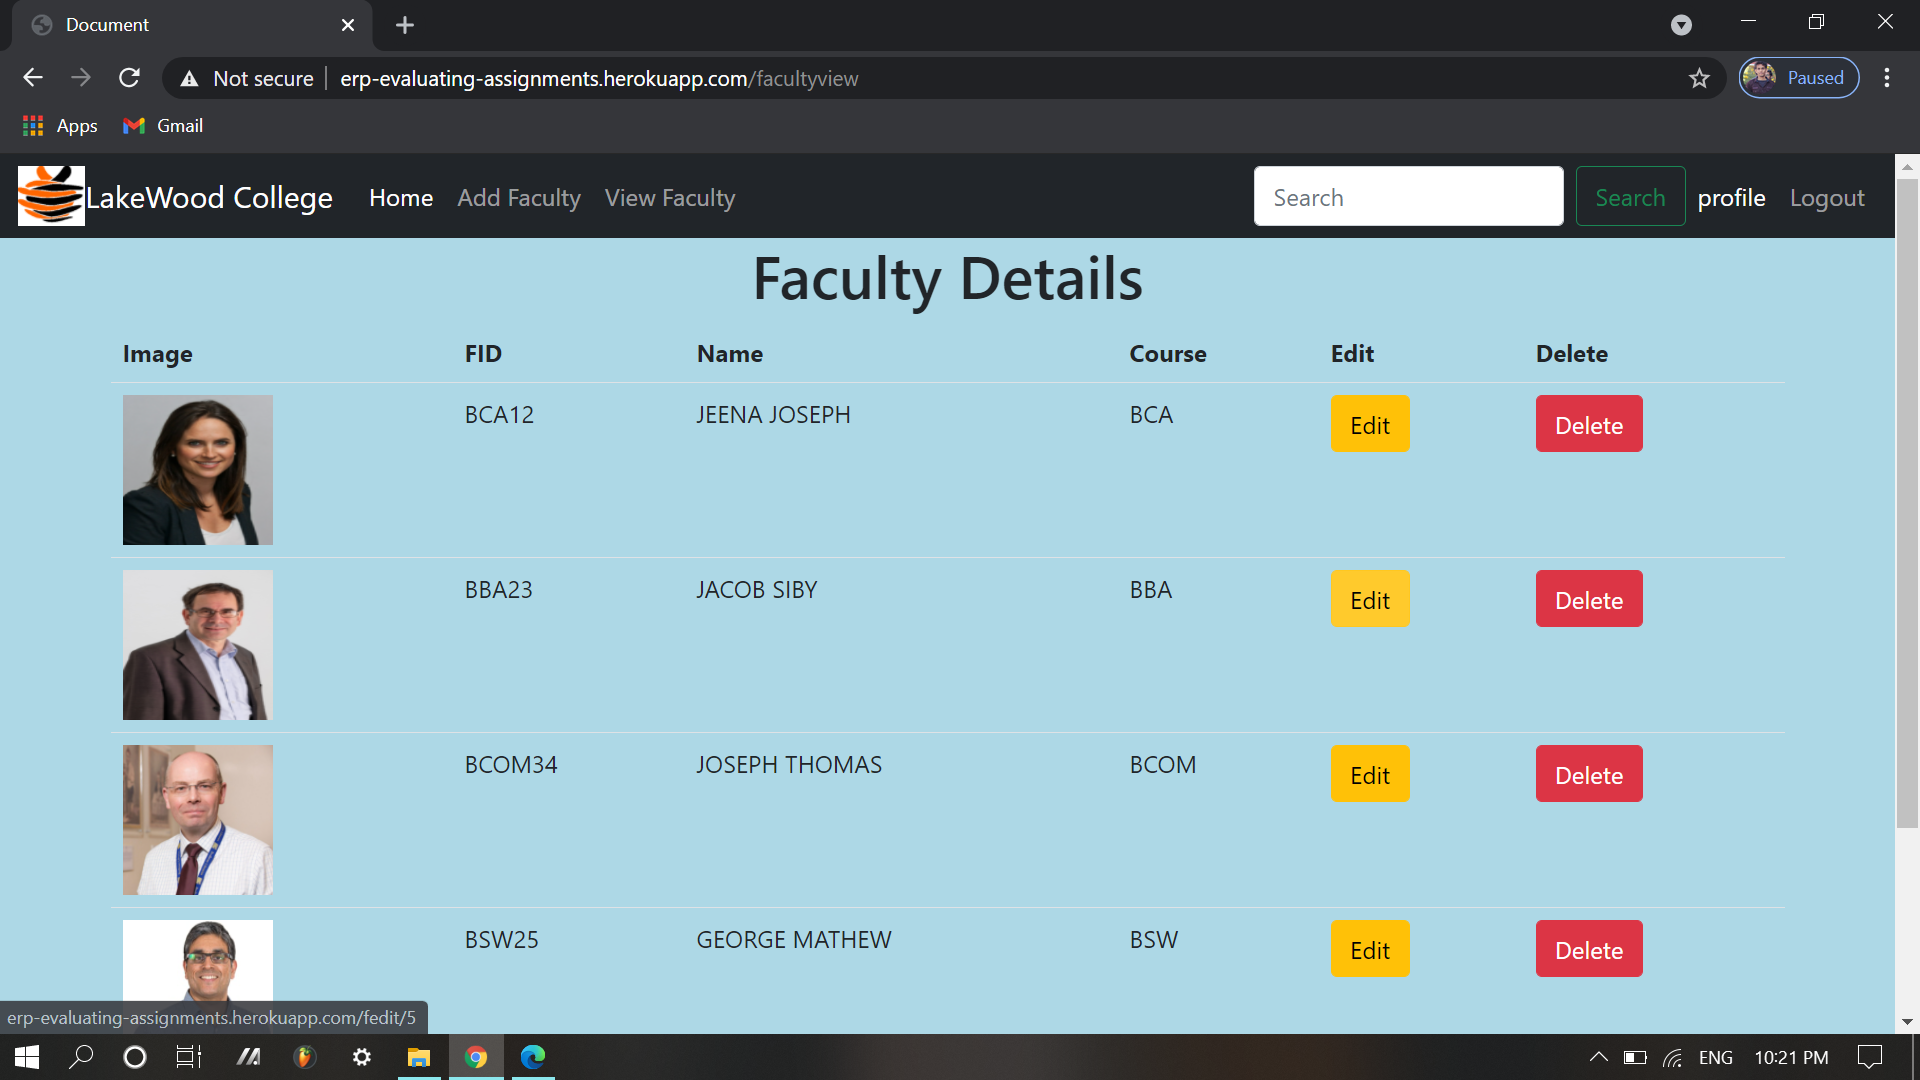 Document
Not secure erp-evaluating-assignments.herokuapp.com/facultyview Paused
Apps Gmail
LakeWood College Home Add Faculty View Faculty Search Search profile Logout
Faculty Details
Image FID Name Course Edit Delete
BCA12 JEENA JOSEPH BCA Edit Delete
BBA23 JACOB SIBY BBA Edit Delete
BCOM34 JOSEPH THOMAS BCOM Edit Delete
BSW25 GEORGE MATHEW BSW Edit Delete
erp-evaluating-assignments.herokuapp.com/fedit/5
ENG 10:21 PM